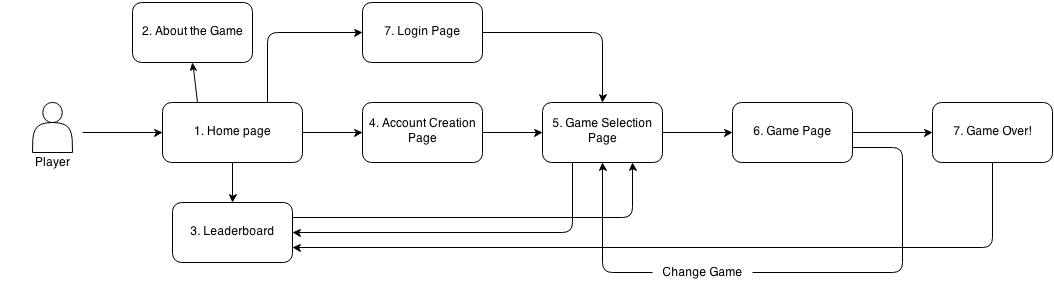 2. About the Game
7. Login Page
1. Home page
4. Account Creation
Page
5. Game Selection
Page
6. Game Page
7. Game Over!
Player
3. Leaderboard
Change Game